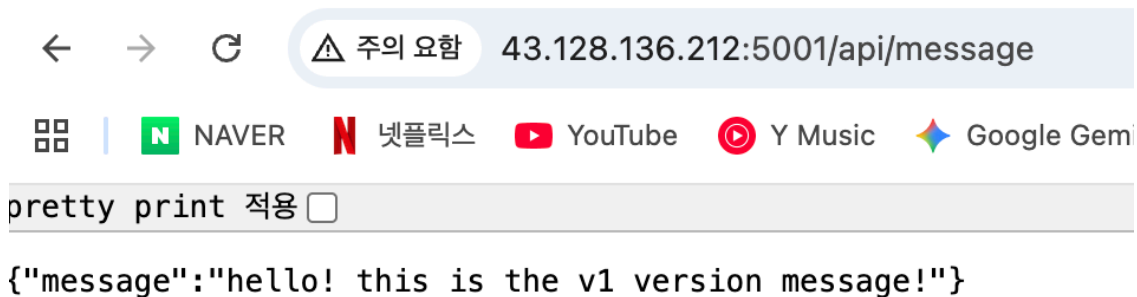 주의 요함 43.128.136.212:5001/api/message
N NAVER N 넷플릭스 YouTube Y Music Google Gemi
pretty print 적용
{"message":"hello! this is the v1 version message!"}